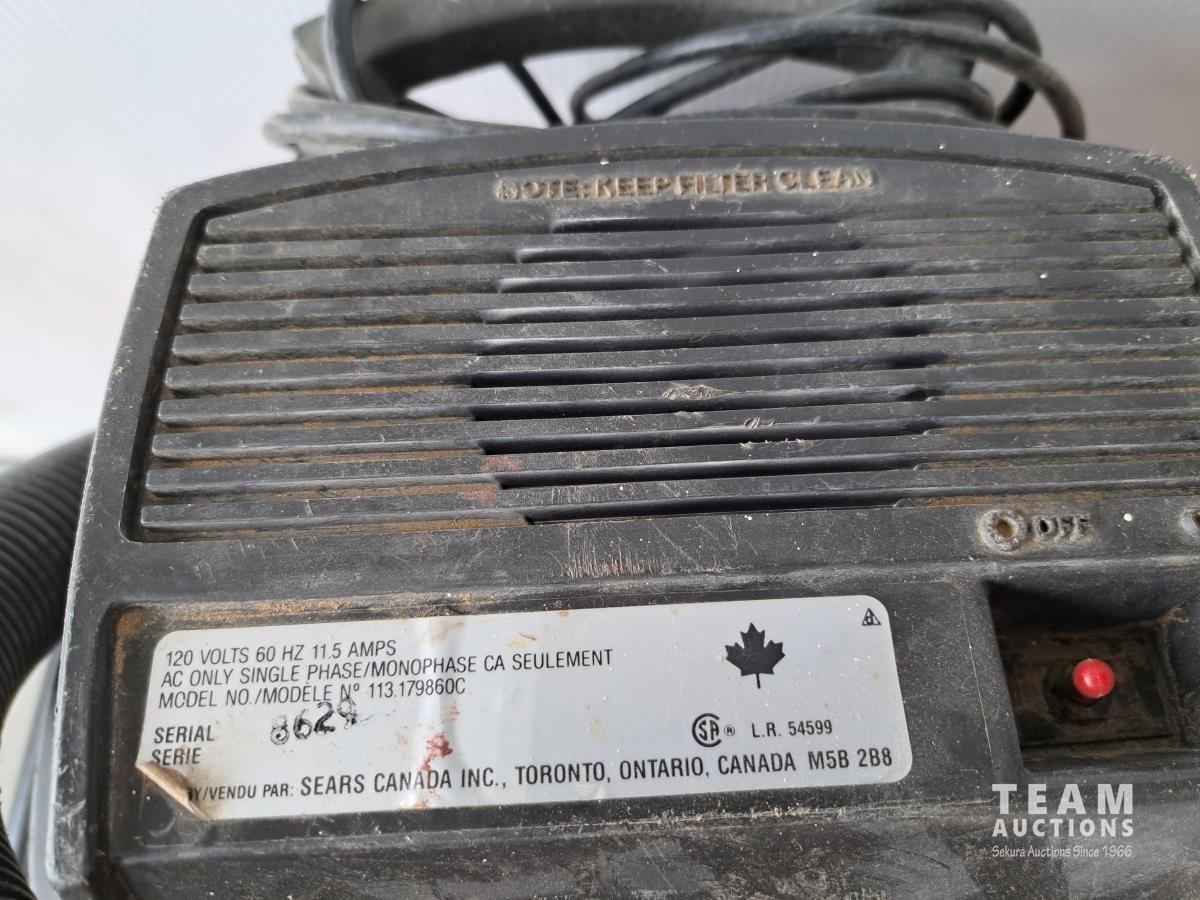 NOTE: KEEP FILTER CLEAN
OFF
120 VOLTS 60 HZ 11.5 AMPS
AC ONLY SINGLE PHASE/MONOPHASE CA SEULEMENT
MODEL NO./MODÈLE Nº 113.179860C
SERIAL 8629
SERIE
L.R. 54599
VENDU PAR: SEARS CANADA INC., TORONTO, ONTARIO, CANADA M5B 2B8
TEAM
AUCTIONS
Sekura Auctions Since 1966